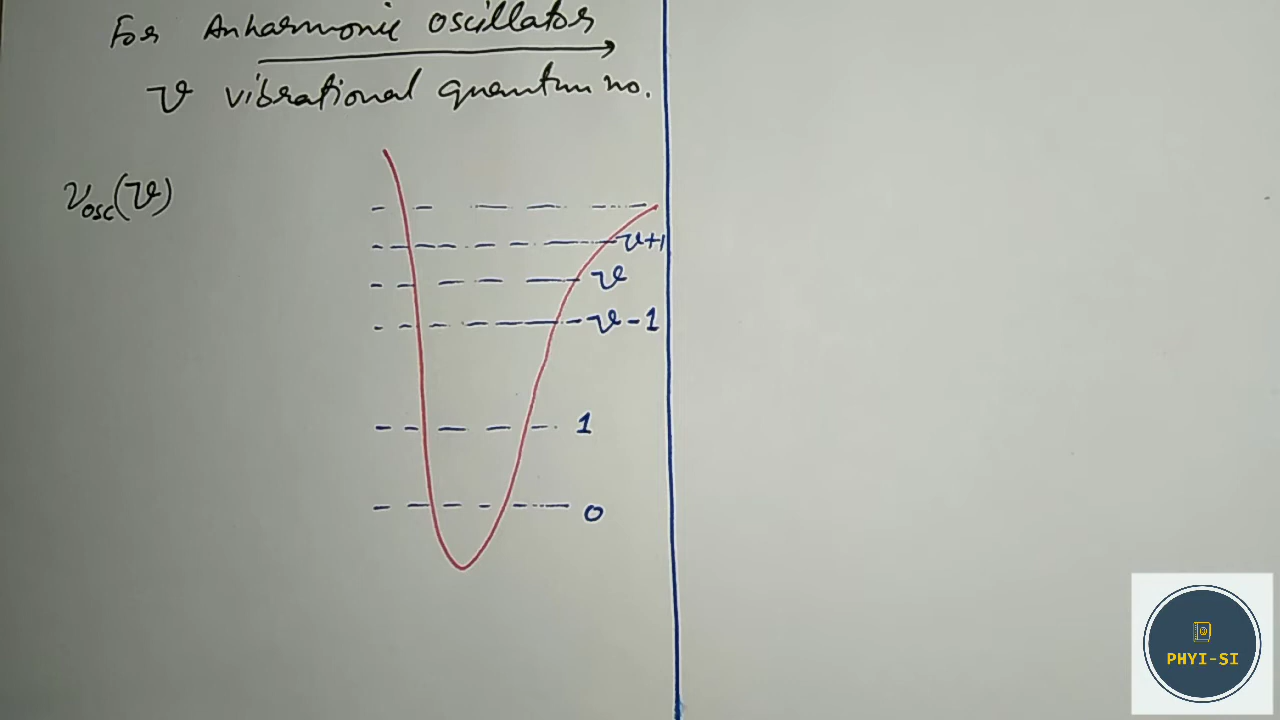 For Anharmonic oscillator
v vibrational quantum no.
ν_osc(v)
v+1
v
v-1
1
0
PHYI-SI